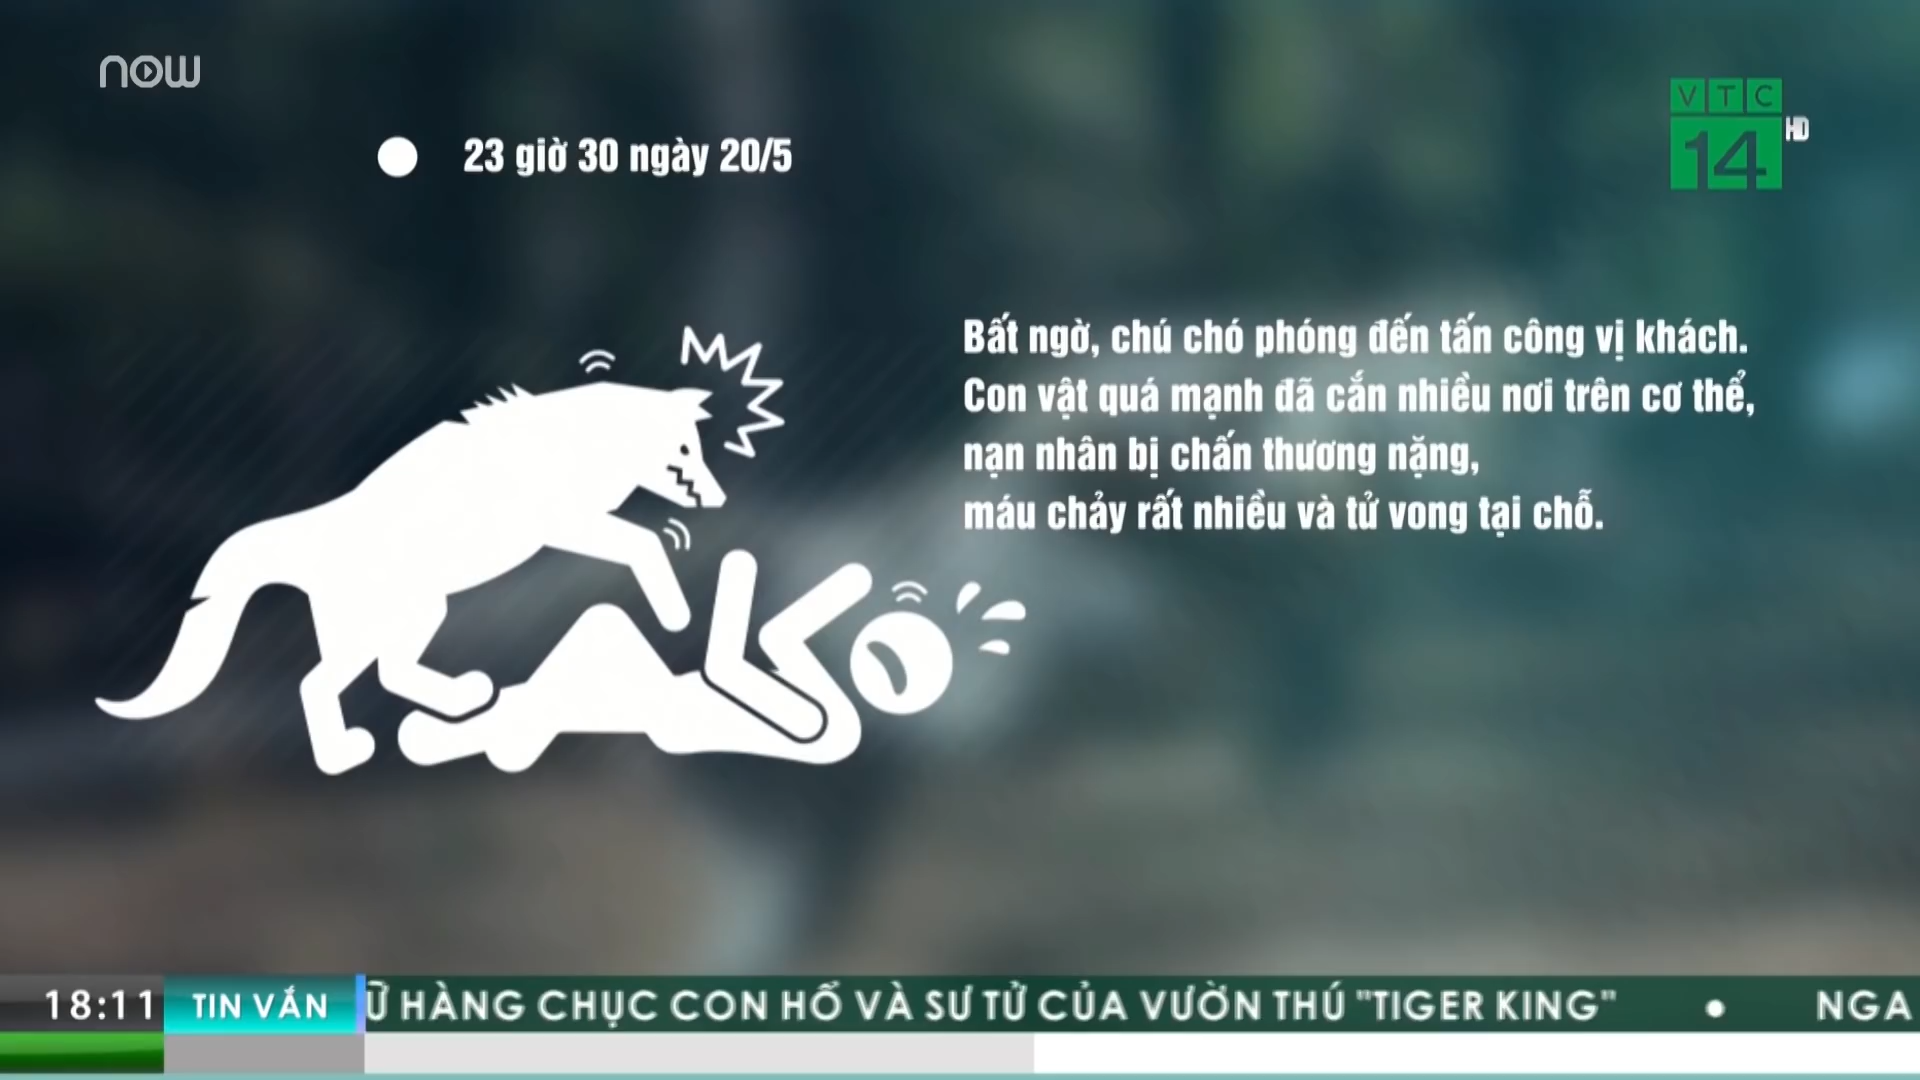 now
VTC
14
HD
23 giờ 30 ngày 20/5
Bất ngờ, chú chó phóng đến tấn công vị khách.
Con vật quá mạnh đã cắn nhiều nơi trên cơ thể,
nạn nhân bị chấn thương nặng,
máu chảy rất nhiều và tử vong tại chỗ.
18:11 TIN VẮN Ữ HÀNG CHỤC CON HỔ VÀ SƯ TỬ CỦA VƯỜN THÚ "TIGER KING" • NGA